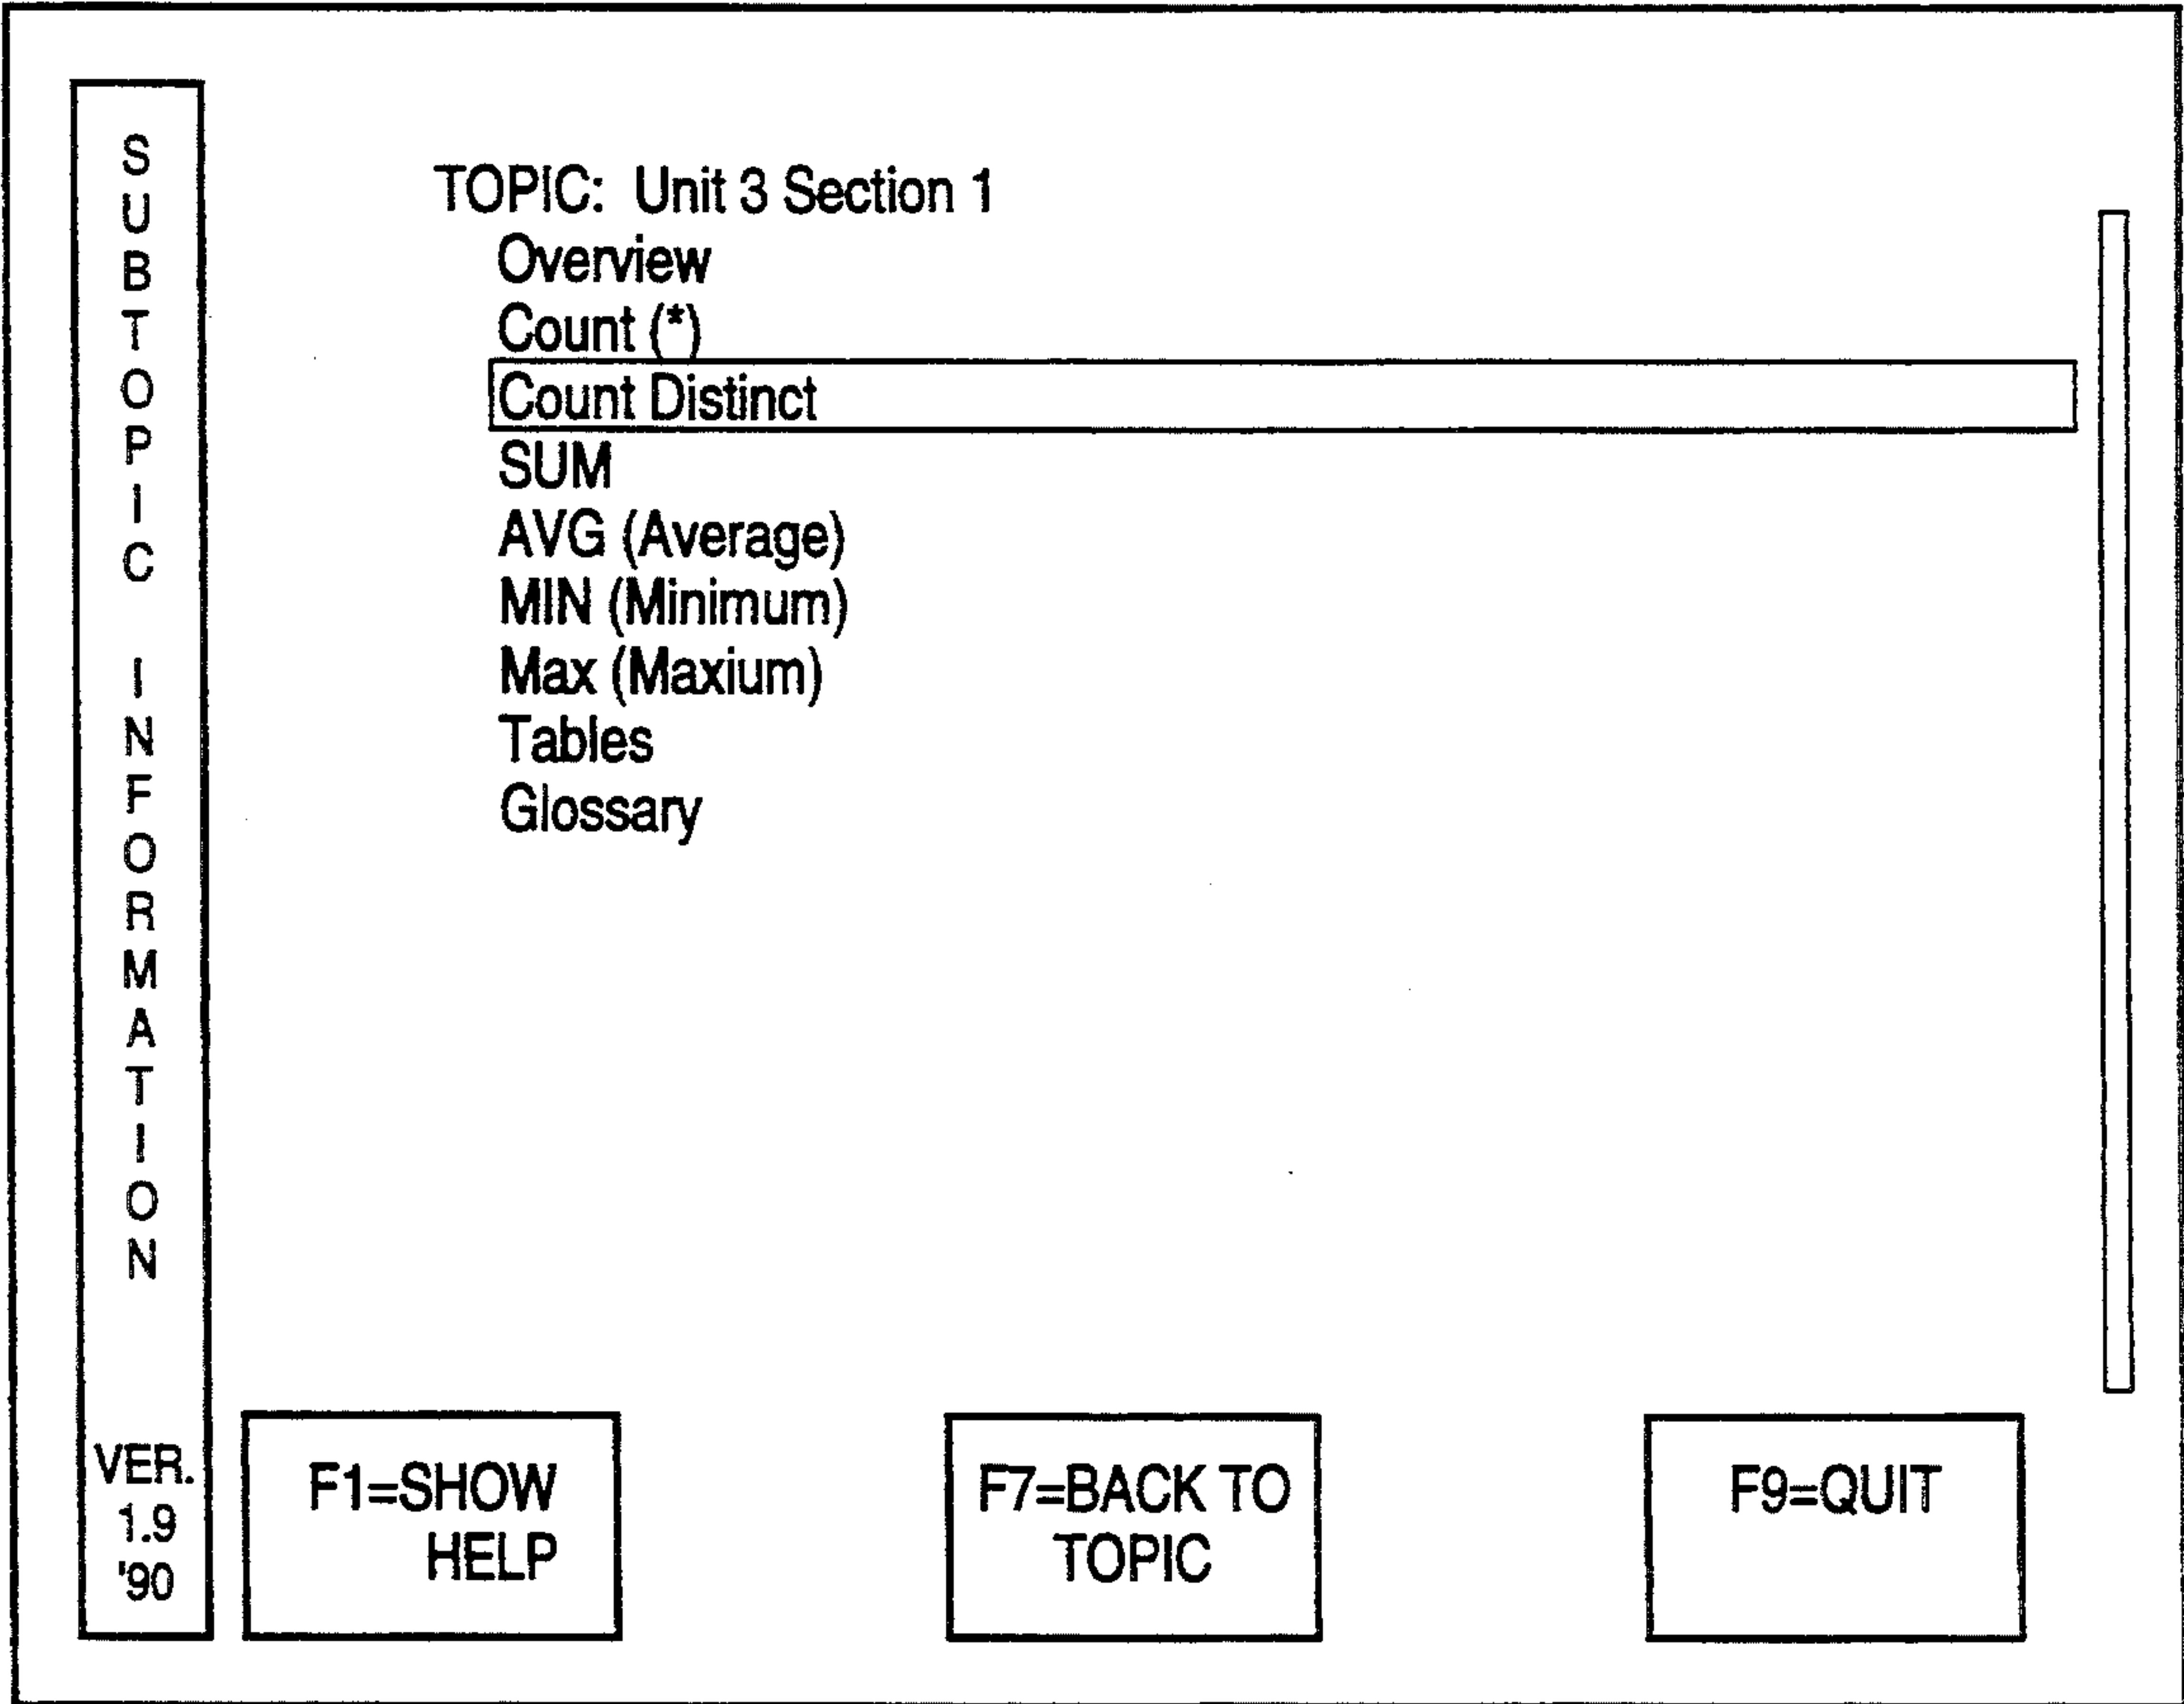 SUBTOPIC INFORMATION
VER.
1.9
'90
TOPIC: Unit 3 Section 1
Overview
Count (*)
Count Distinct
SUM
AVG (Average)
MIN (Minimum)
Max (Maxium)
Tables
Glossary
F1=SHOW
HELP
F7=BACK TO
TOPIC
F9=QUIT